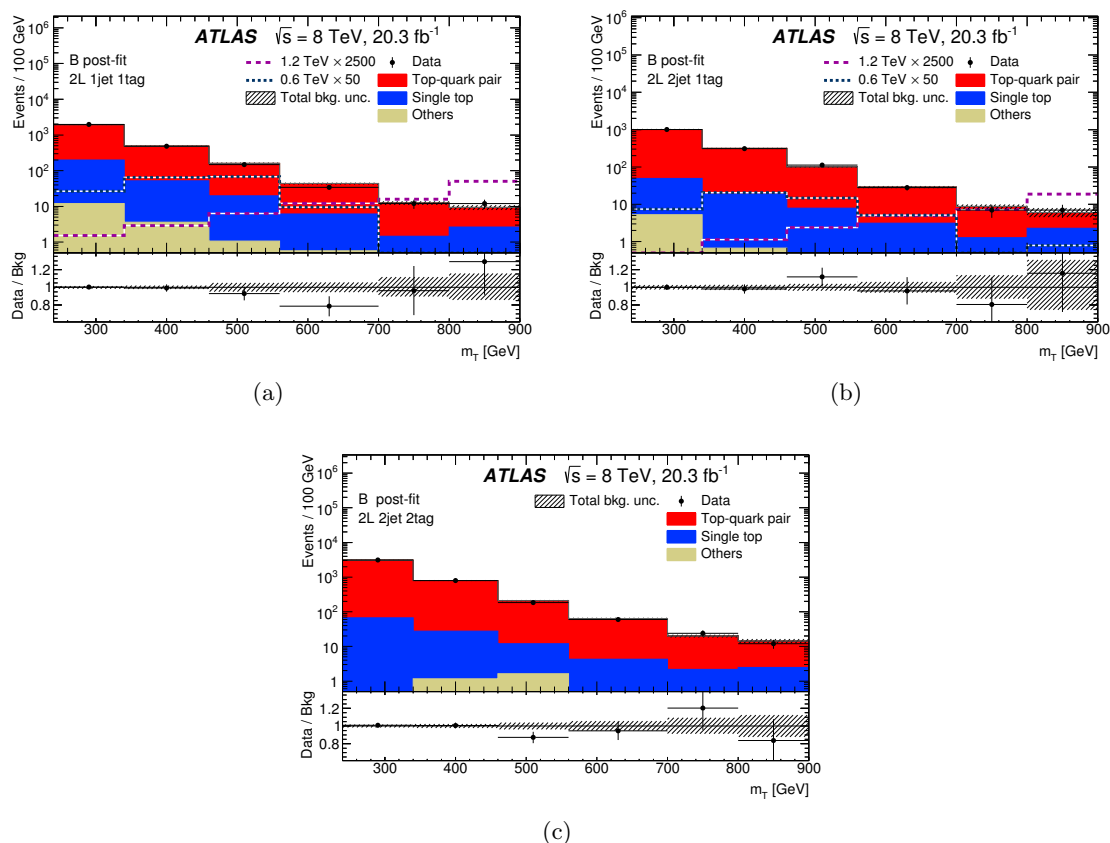 ATLAS √s = 8 TeV, 20.3 fb⁻¹
B post-fit
2L 1jet 1tag
1.2 TeV × 2500
0.6 TeV × 50
Total bkg. unc.
Data
Top-quark pair
Single top
Others
Events / 100 GeV
10⁶
10⁵
10⁴
10³
10²
10
1
Data / Bkg
1.2
1
0.8
300 400 500 600 700 800 900
m_T [GeV]
(a)
ATLAS √s = 8 TeV, 20.3 fb⁻¹
B post-fit
2L 2jet 1tag
1.2 TeV × 2500
0.6 TeV × 50
Total bkg. unc.
Data
Top-quark pair
Single top
Others
Events / 100 GeV
10⁶
10⁵
10⁴
10³
10²
10
1
Data / Bkg
1.2
1
0.8
300 400 500 600 700 800 900
m_T [GeV]
(b)
ATLAS √s = 8 TeV, 20.3 fb⁻¹
B post-fit
2L 2jet 2tag
Total bkg. unc.
Data
Top-quark pair
Single top
Others
Events / 100 GeV
10⁶
10⁵
10⁴
10³
10²
10
1
Data / Bkg
1.2
1
0.8
300 400 500 600 700 800 900
m_T [GeV]
(c)